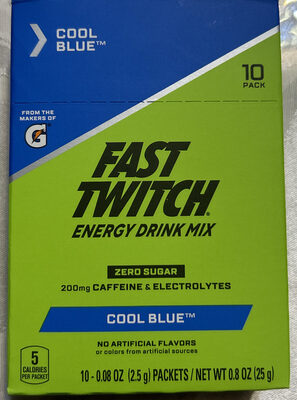 COOL
BLUE™
10
PACK
FROM THE
MAKERS OF
G
FAST
TWITCH®
ENERGY DRINK MIX
ZERO SUGAR
200mg CAFFEINE & ELECTROLYTES
COOL BLUE™
NO ARTIFICIAL FLAVORS
or colors from artificial sources
5
CALORIES
PER PACKET
10 - 0.08 OZ (2.5 g) PACKETS / NET WT 0.8 OZ (25 g)